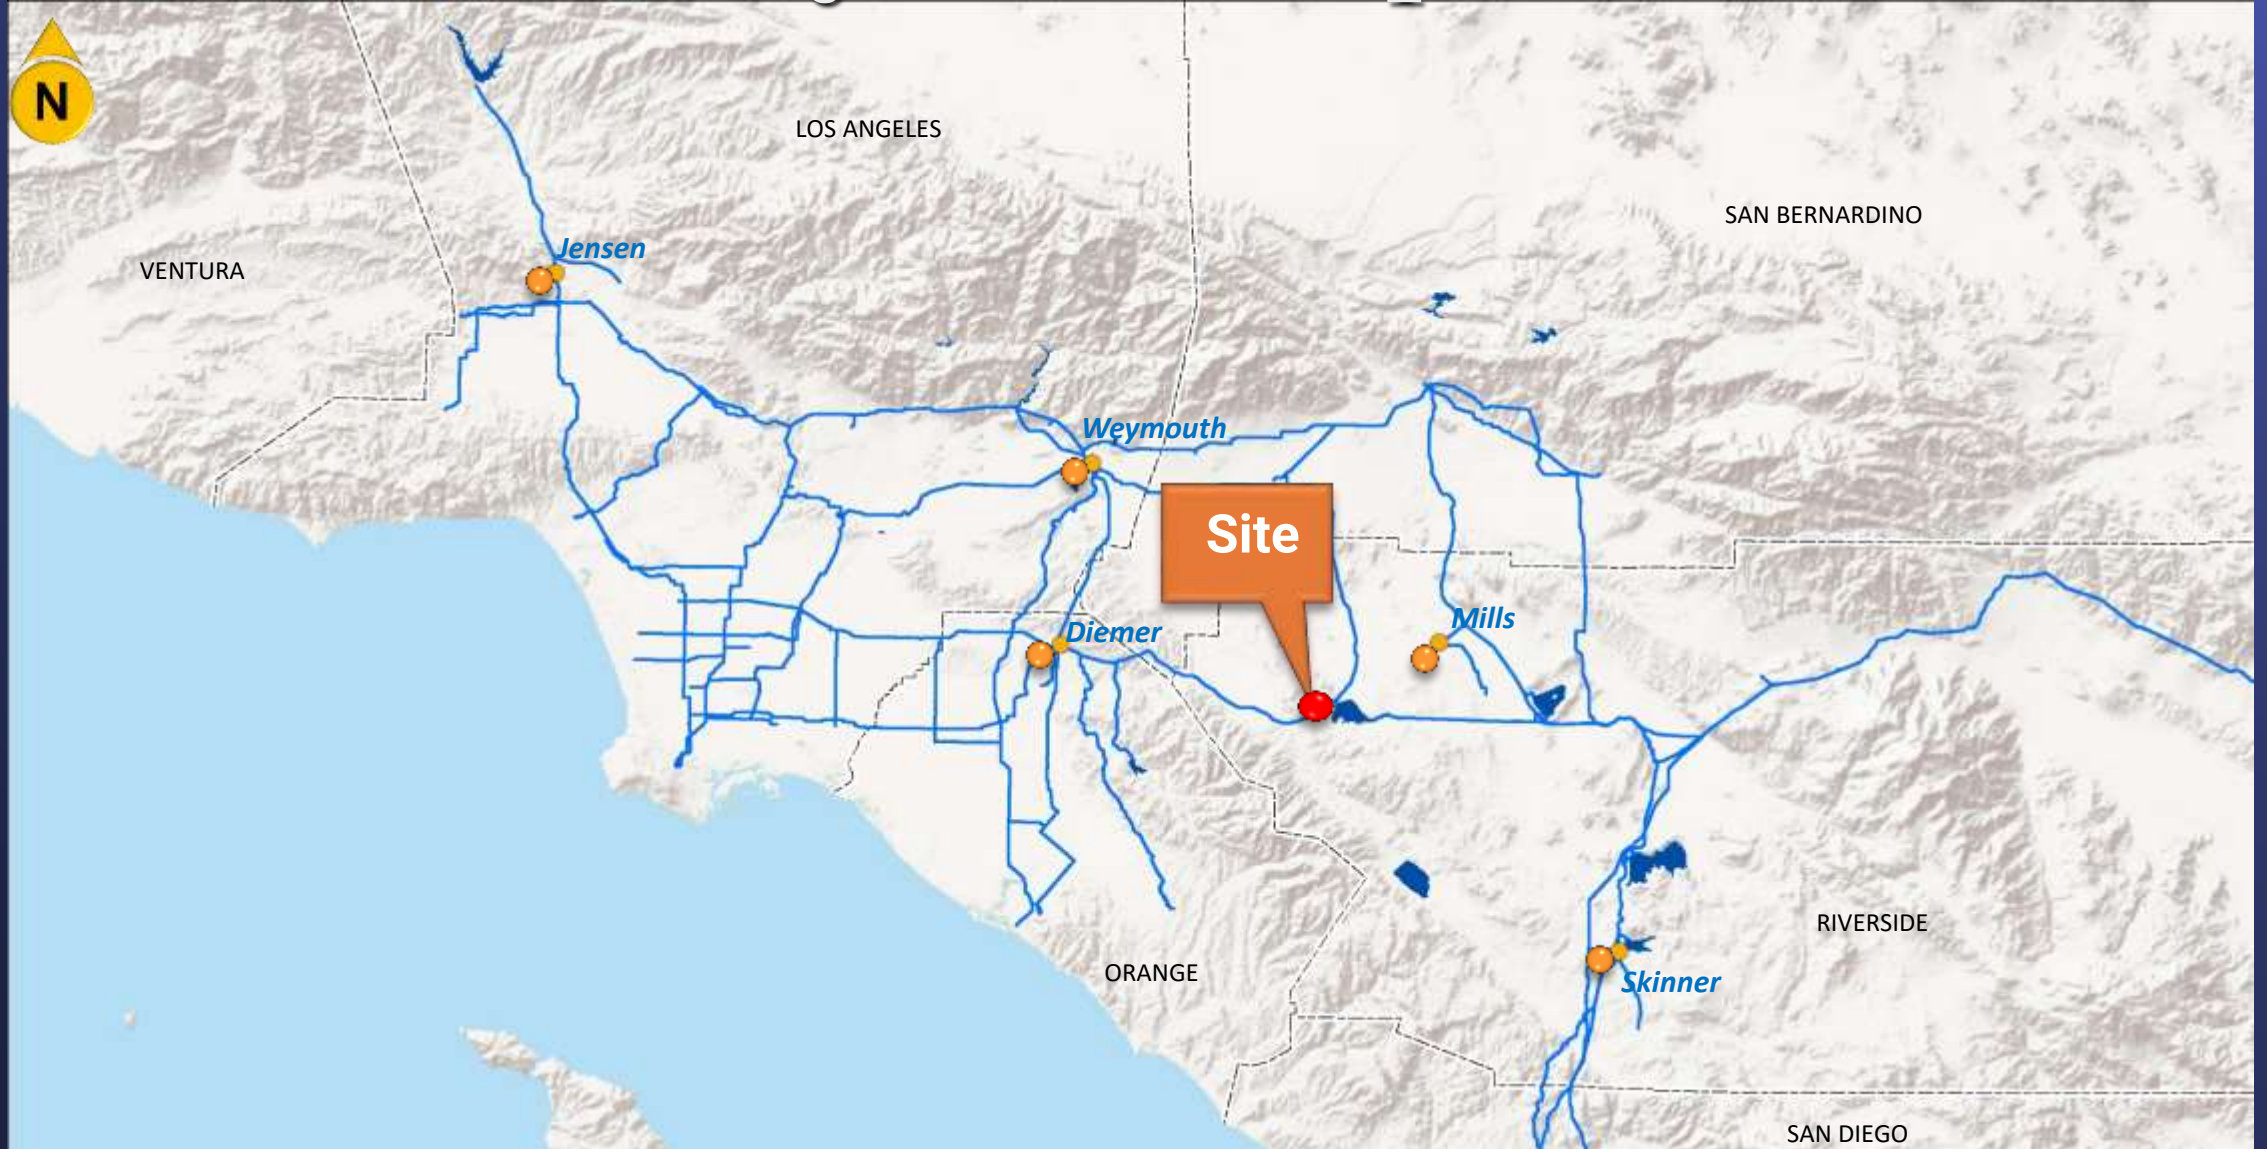 N
LOS ANGELES
SAN BERNARDINO
Jensen
VENTURA
Weymouth
Site
Mills
Diemer
RIVERSIDE
ORANGE
Skinner
SAN DIEGO